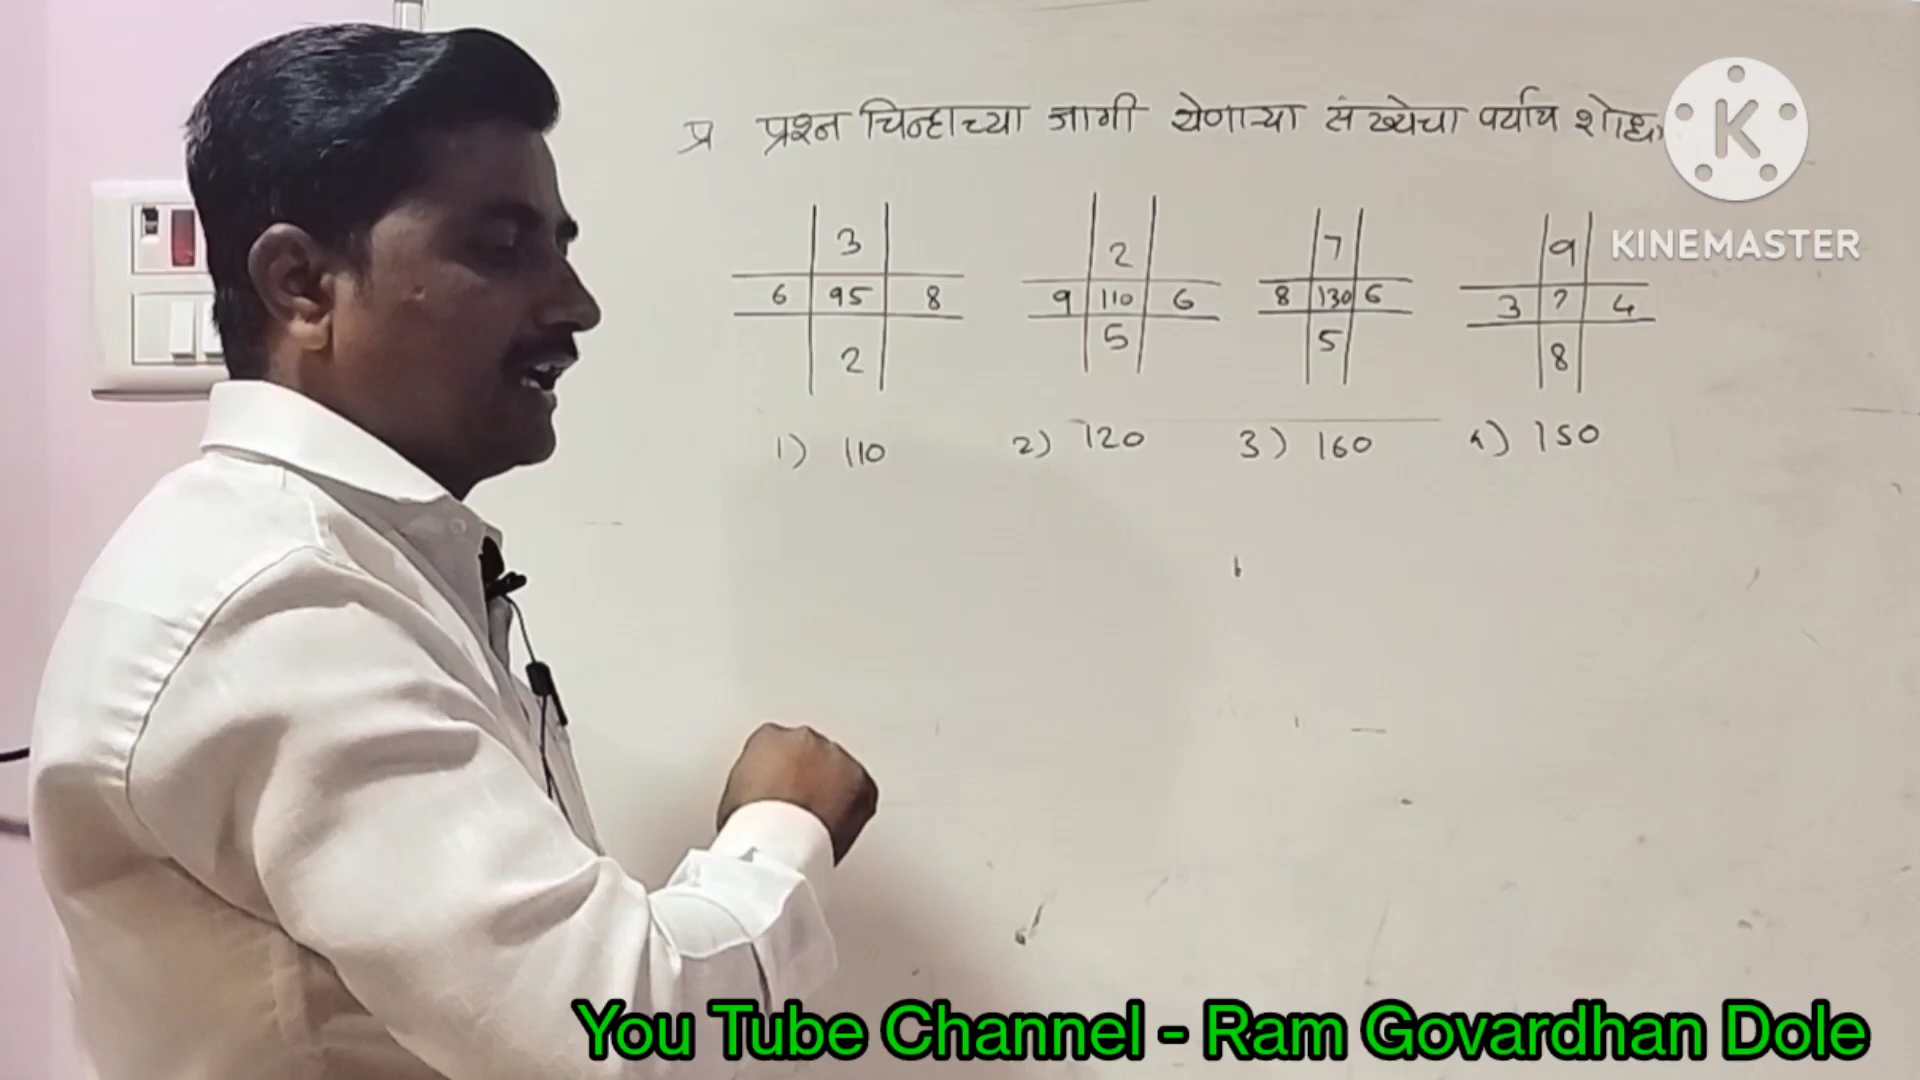 प्र प्रश्न चिन्हाच्या जागी येणाऱ्या संख्येचा पर्याय शोधा
K
KINEMASTER
3 2 7 9
6 95 8 9 110 6 8 130 6 3 ? 4
2 5 5 8
1) 110 2) 120 3) 160 4) 150
You Tube Channel - Ram Govardhan Dole